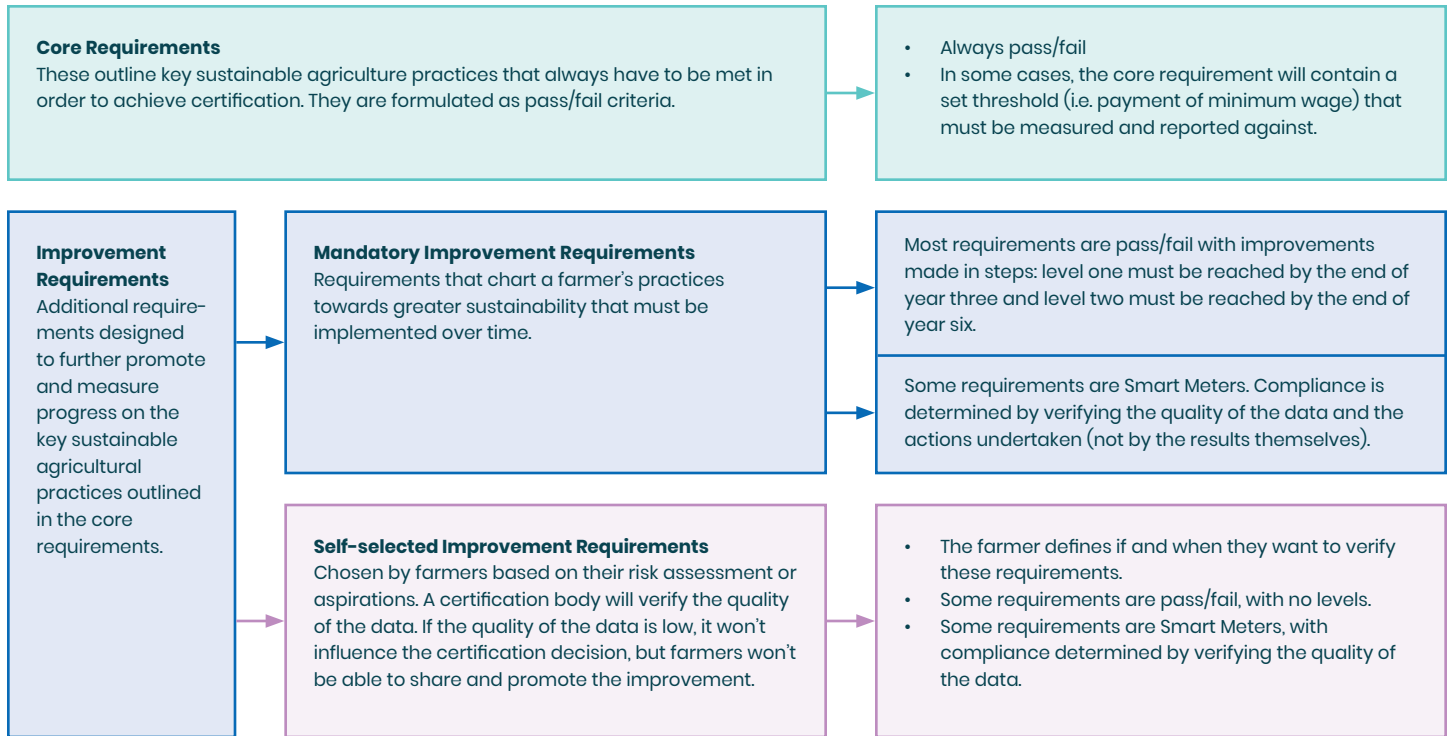 Core Requirements
These outline key sustainable agriculture practices that always have to be met in
order to achieve certification. They are formulated as pass/fail criteria.
• Always pass/fail
• In some cases, the core requirement will contain a
set threshold (i.e. payment of minimum wage) that
must be measured and reported against.
Improvement
Requirements
Additional require-
ments designed
to further promote
and measure
progress on the
key sustainable
agricultural
practices outlined
in the core
requirements.
Mandatory Improvement Requirements
Requirements that chart a farmer's practices
towards greater sustainability that must be
implemented over time.
Most requirements are pass/fail with improvements
made in steps: level one must be reached by the end of
year three and level two must be reached by the end of
year six.
Some requirements are Smart Meters. Compliance is
determined by verifying the quality of the data and the
actions undertaken (not by the results themselves).
Self-selected Improvement Requirements
Chosen by farmers based on their risk assessment or
aspirations. A certification body will verify the quality
of the data. If the quality of the data is low, it won't
influence the certification decision, but farmers won't
be able to share and promote the improvement.
• The farmer defines if and when they want to verify
these requirements.
• Some requirements are pass/fail, with no levels.
• Some requirements are Smart Meters, with
compliance determined by verifying the quality of
the data.